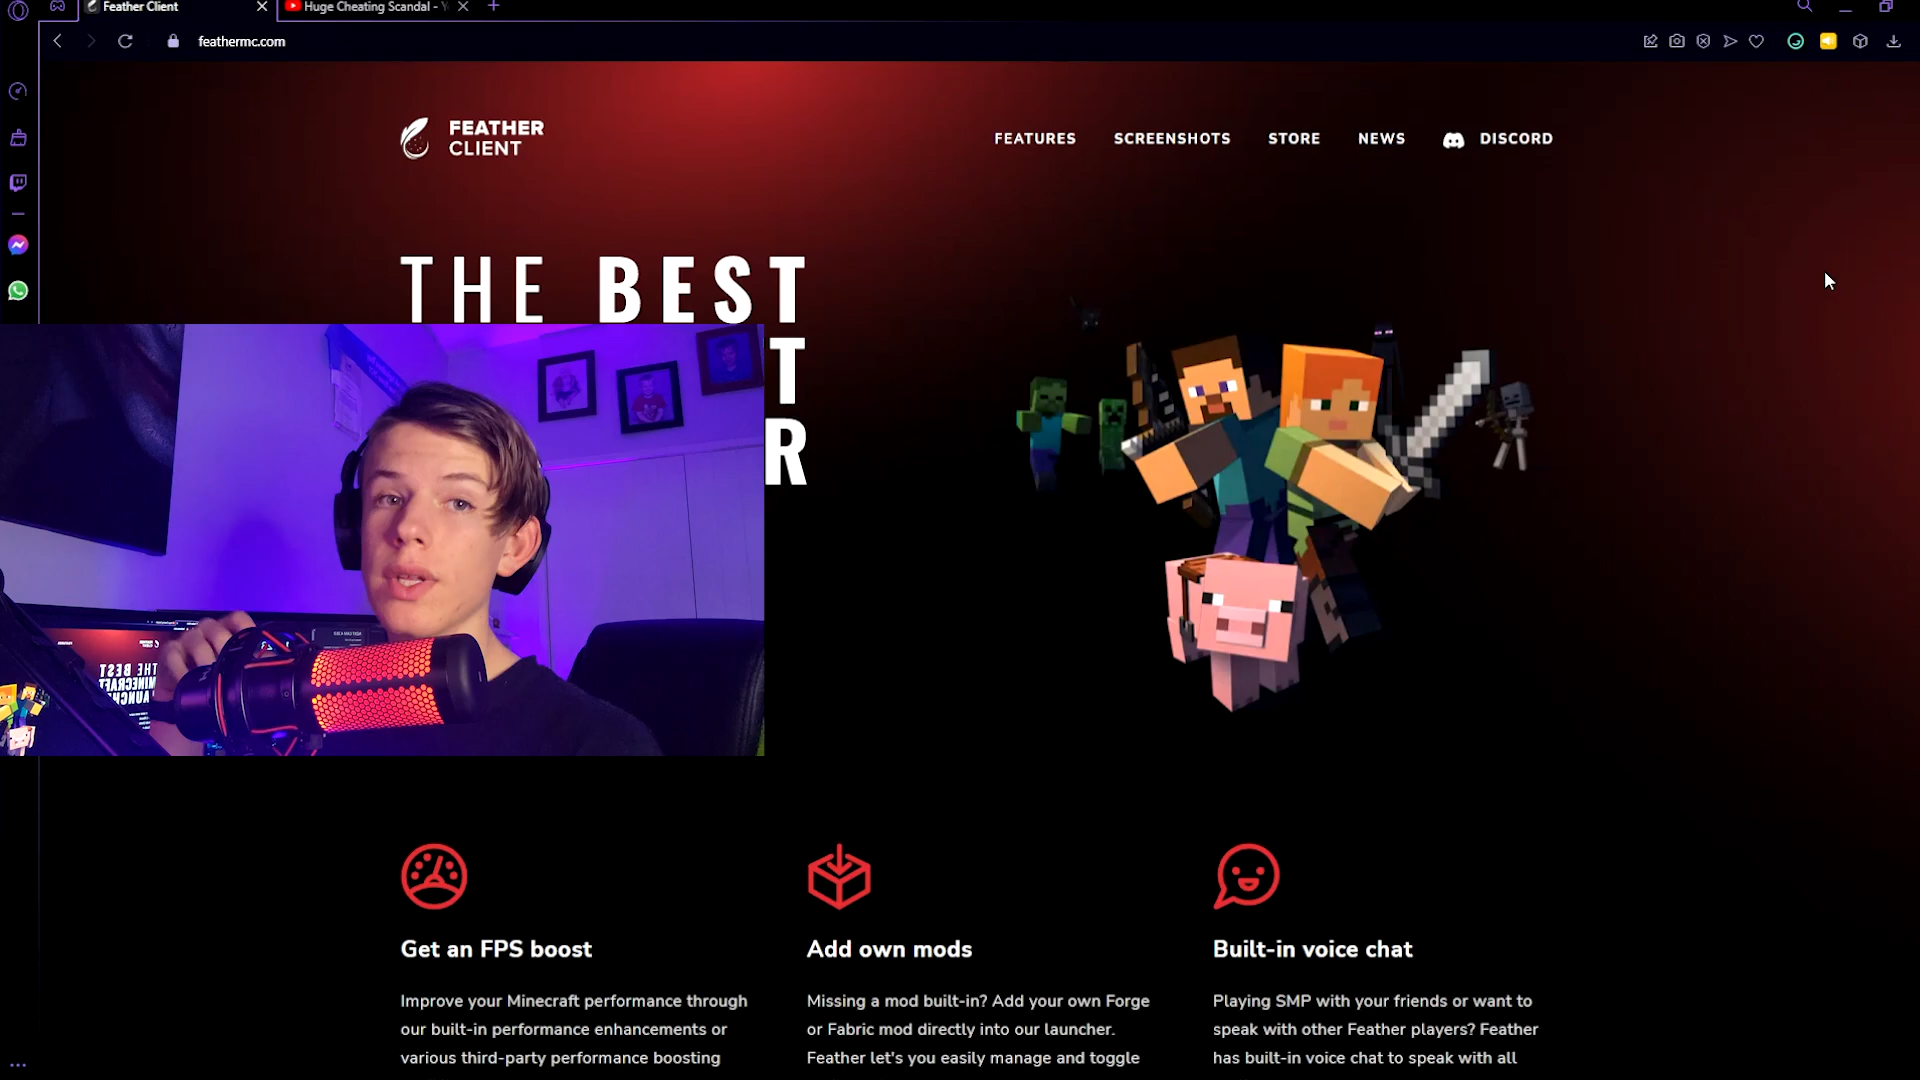 Feather Client
Huge Cheating Scandal - Y
feathermc.com
FEATHER
CLIENT
FEATURES
SCREENSHOTS
STORE
NEWS
DISCORD
THE BEST
T
R
THE BEST
MINECRAFT
Get an FPS boost
Improve your Minecraft performance through
our built-in performance enhancements or
various third-party performance boosting
Add own mods
Missing a mod built-in? Add your own Forge
or Fabric mod directly into our launcher.
Feather let's you easily manage and toggle
Built-in voice chat
Playing SMP with your friends or want to
speak with other Feather players? Feather
has built-in voice chat to speak with all